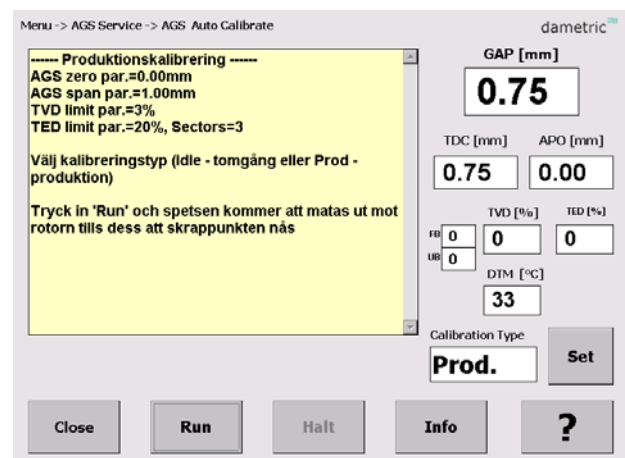 Menu -> AGS Service -> AGS Auto Calibrate
dametric
------ Produktionskalibrering ------
AGS zero par.=0.00mm
AGS span par.=1.00mm
TVD limit par.=3%
TED limit par.=20%, Sectors=3
Välj kalibreringstyp (Idle - tomgång eller Prod -
produktion)
Tryck in 'Run' och spetsen kommer att matas ut mot
rotorn tills dess att skrappunkten nås
GAP [mm]
0.75
TDC [mm] APO [mm]
0.75 0.00
TVD [%] TED [%]
FB 0 0 0
UB 0
DTM [°C]
33
Calibration Type
Prod. Set
Close Run Halt Info ?